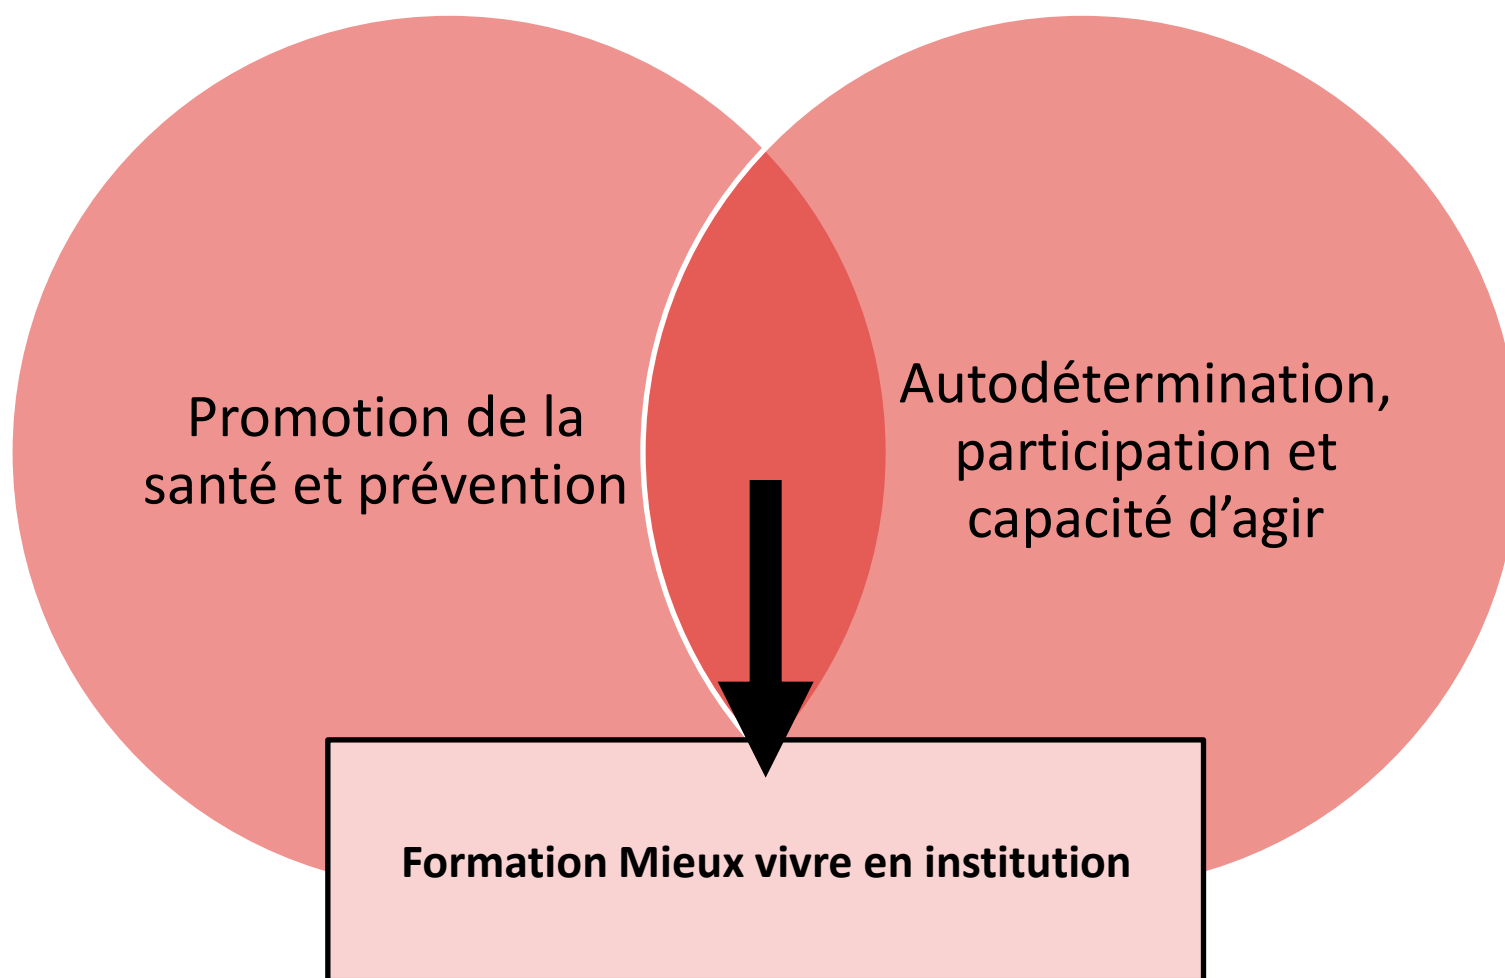 Promotion de la
santé et prévention
Autodétermination,
participation et
capacité d’agir
Formation Mieux vivre en institution